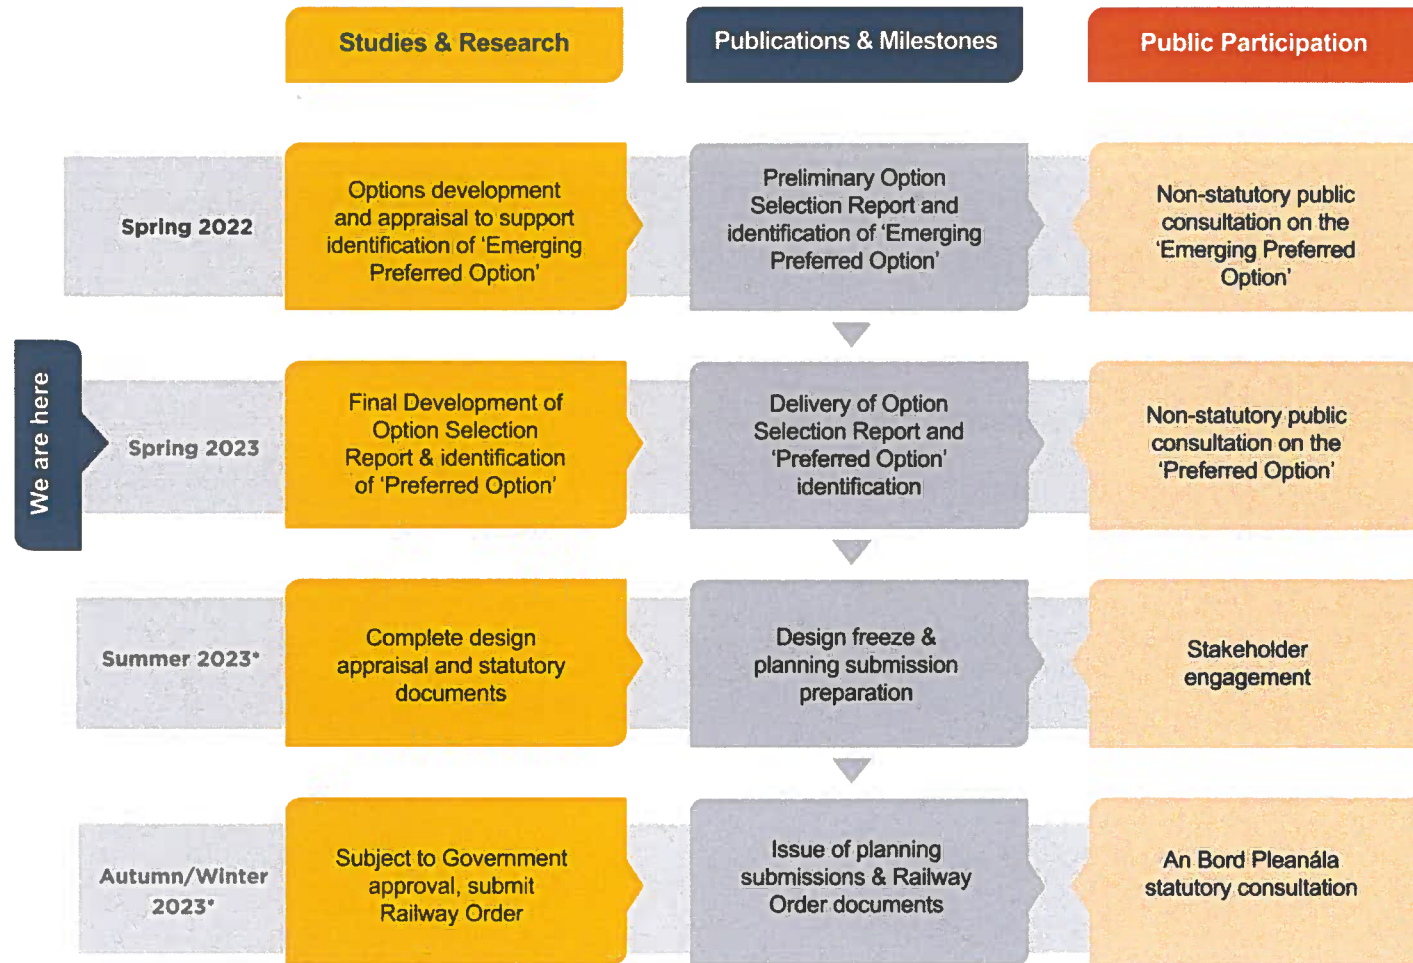 Studies & Research
Publications & Milestones
Public Participation
Spring 2022
Options development
and appraisal to support
identification of ‘Emerging
Preferred Option’
Preliminary Option
Selection Report and
identification of ‘Emerging
Preferred Option’
Non-statutory public
consultation on the
‘Emerging Preferred
Option’
We are here
Spring 2023
Final Development of
Option Selection
Report & identification
of ‘Preferred Option’
Delivery of Option
Selection Report and
‘Preferred Option’
identification
Non-statutory public
consultation on the
‘Preferred Option’
Summer 2023*
Complete design
appraisal and statutory
documents
Design freeze &
planning submission
preparation
Stakeholder
engagement
Autumn/Winter
2023*
Subject to Government
approval, submit
Railway Order
Issue of planning
submissions & Railway
Order documents
An Bord Pleanála
statutory consultation